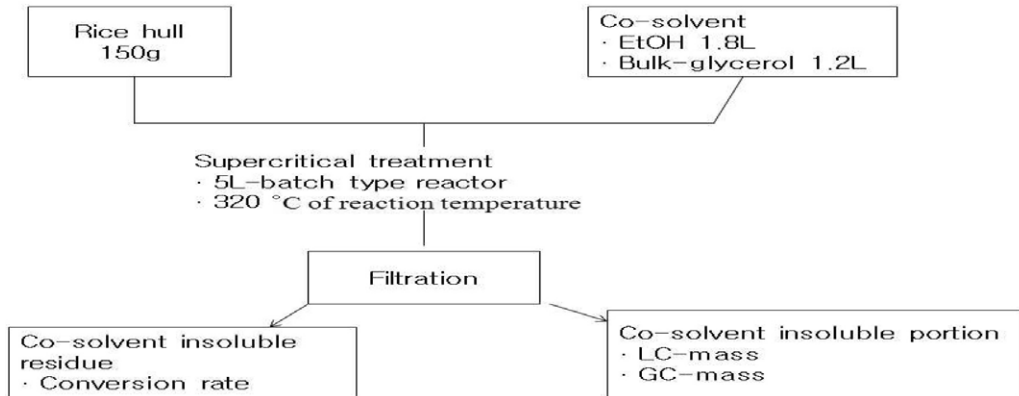 Rice hull
150g
Co-solvent
· EtOH 1.8L
· Bulk-glycerol 1.2L
Supercritical treatment
· 5L-batch type reactor
· 320 °C of reaction temperature
Filtration
Co-solvent insoluble
residue
· Conversion rate
Co-solvent insoluble portion
· LC-mass
· GC-mass